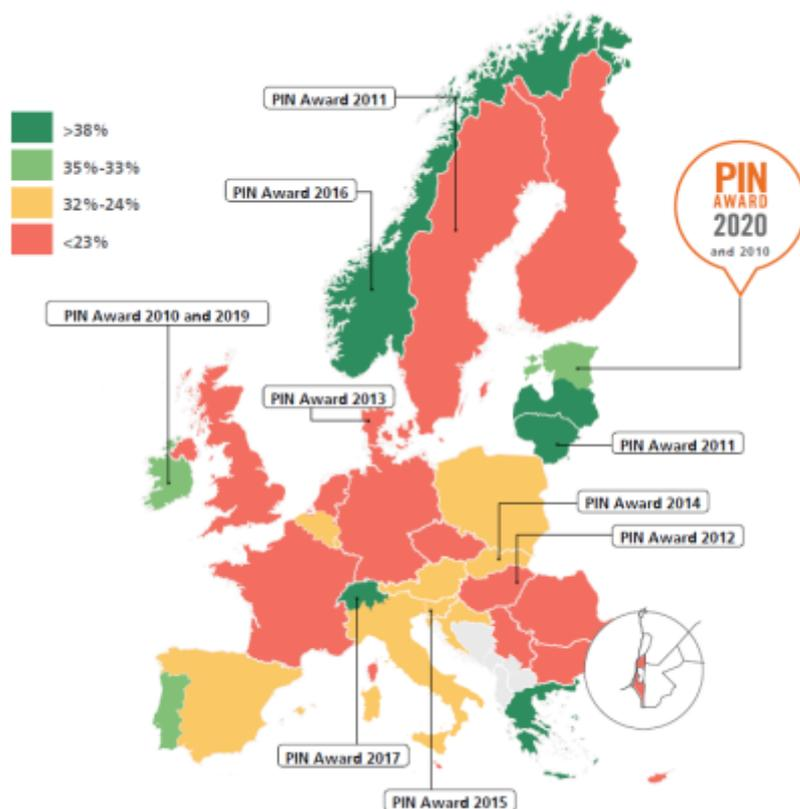 PIN Award 2011
>38%
35%-33%
32%-24%
<23%
PIN
AWARD
2020
and 2010
PIN Award 2016
PIN Award 2010 and 2019
PIN Award 2013
PIN Award 2011
PIN Award 2014
PIN Award 2012
PIN Award 2017
PIN Award 2015